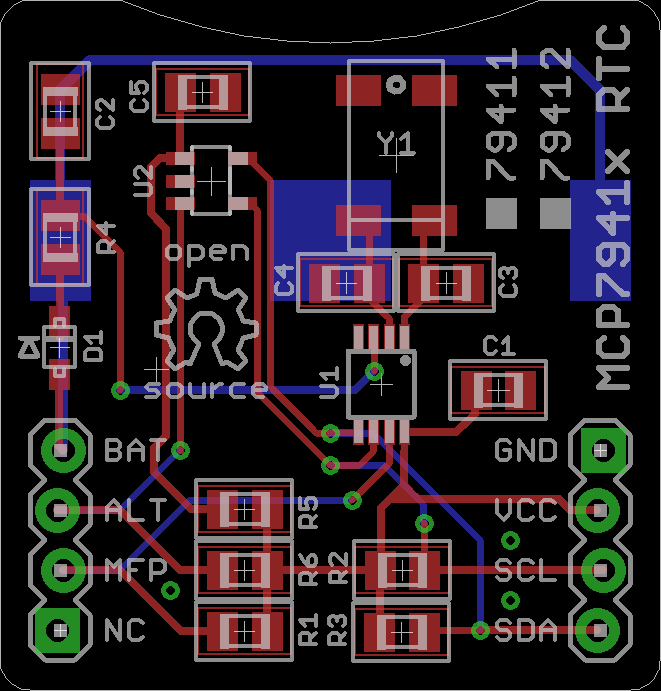 C2
C5
U2
R4
open
source
D1
Y1
79411
79412
MCP7941x RTC
C4
C3
U1
C1
BAT
ALT
MFP
NC
R5
R6
R1
R2
R3
GND
VCC
SCL
SDA